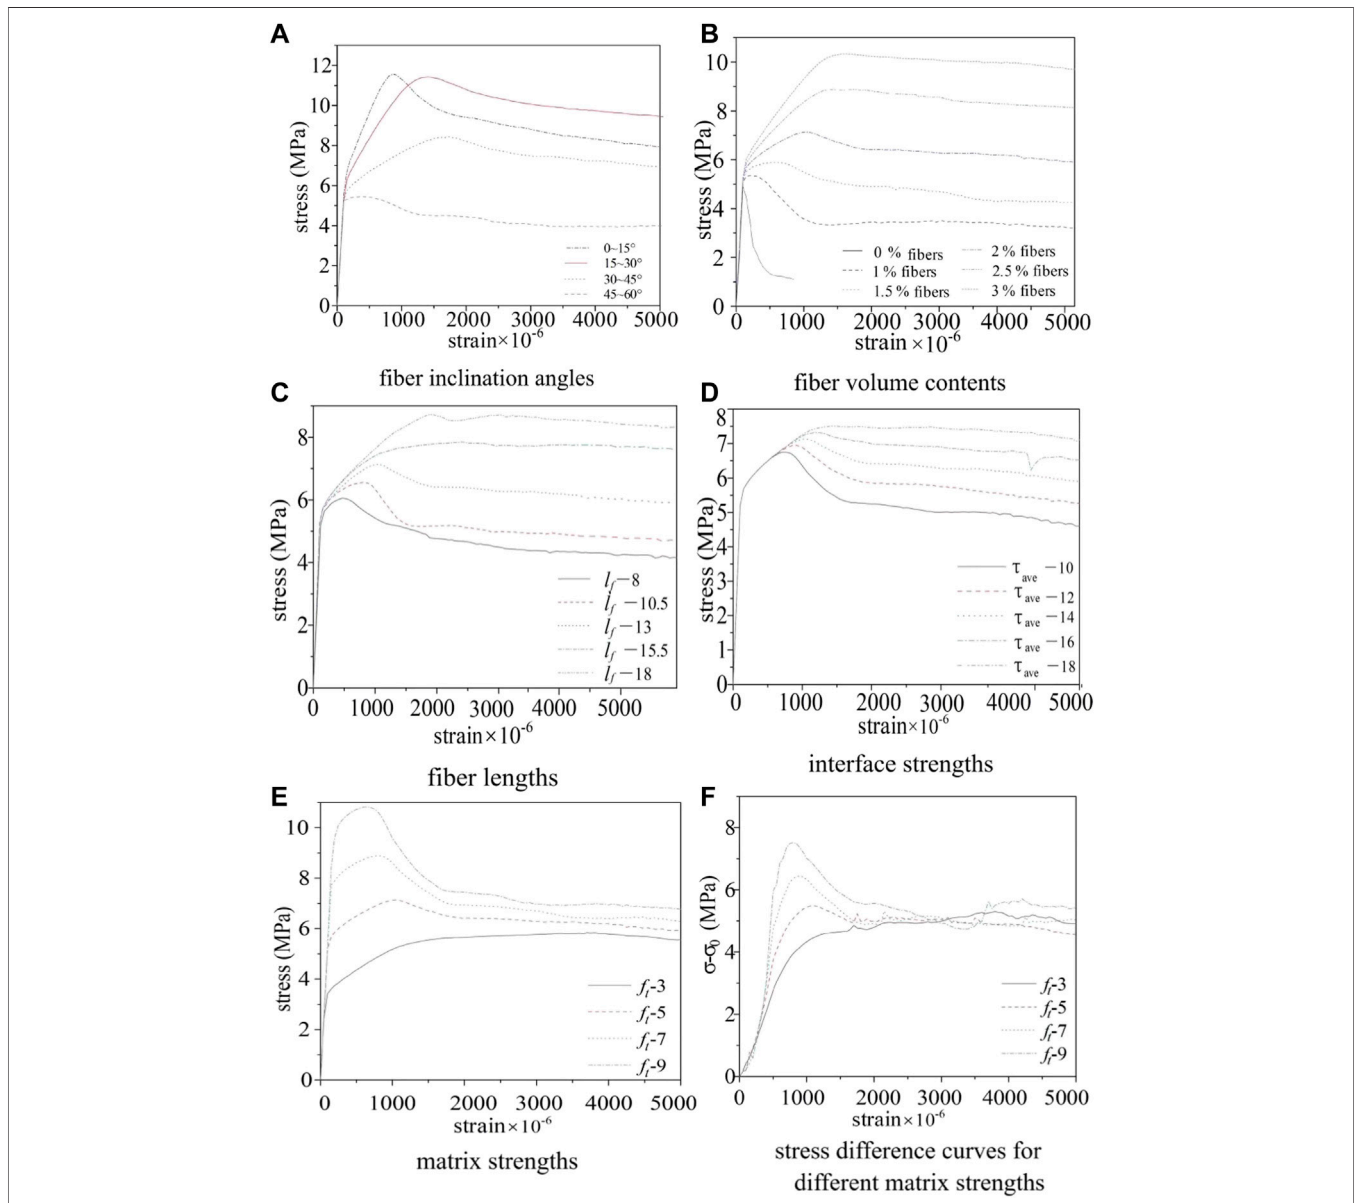 A
12
10
8
6
4
2
0
stress (MPa)
0~15°
15~30°
30~45°
45~60°
0 1000 2000 3000 4000 5000
strain×10⁻⁶
fiber inclination angles
B
10
8
6
4
2
0
stress (MPa)
0 % fibers 2 % fibers
1 % fibers 2.5 % fibers
1.5 % fibers 3 % fibers
0 1000 2000 3000 4000 5000
strain ×10⁻⁶
fiber volume contents
C
8
6
4
2
0
stress (MPa)
l_f—8
l_f —10.5
l_f —13
l_f —15.5
l_f —18
0 1000 2000 3000 4000 5000
strain×10⁻⁶
fiber lengths
D
8
7
6
5
4
3
2
1
0
stress (MPa)
τ_ave —10
τ_ave —12
τ_ave —14
τ_ave —16
τ_ave —18
0 1000 2000 3000 4000 5000
strain×10⁻⁶
interface strengths
E
10
8
6
4
2
0
stress (MPa)
f_t-3
f_t-5
f_t-7
f_t-9
0 1000 2000 3000 4000 5000
strain×10⁻⁶
matrix strengths
F
8
6
4
2
0
σ-σ₀ (MPa)
f_t-3
f_t-5
f_t-7
f_t-9
0 1000 2000 3000 4000 5000
strain×10⁻⁶
stress difference curves for
different matrix strengths